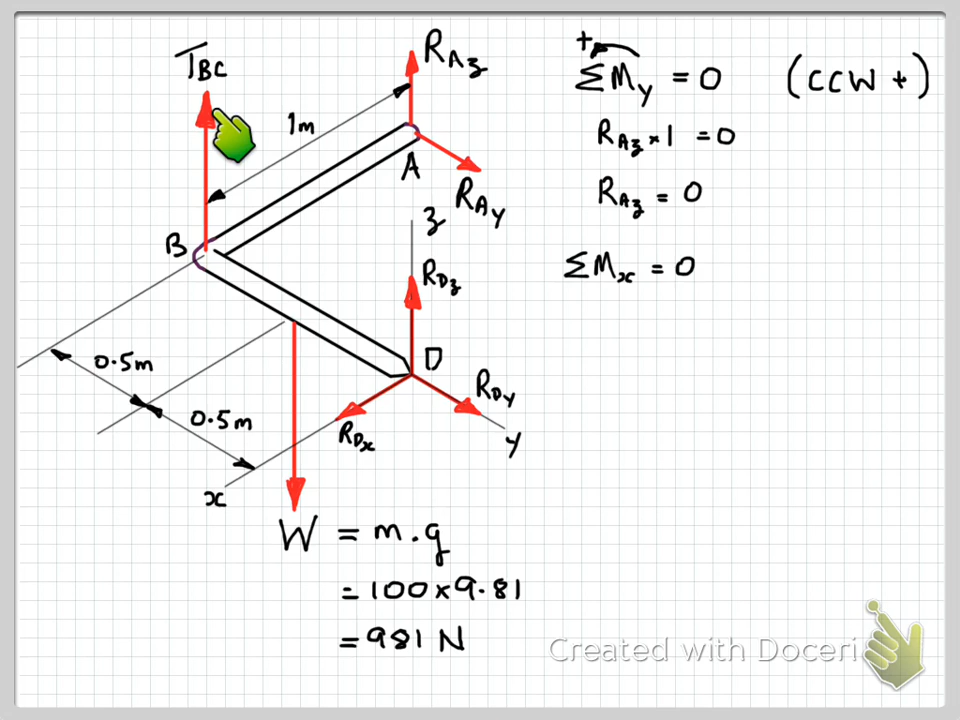 T_BC
R_Az
1m
A
R_Ay
B
z
R_Dz
D
R_Dy
y
R_Dx
x
0.5m
0.5m
W = m.g
= 100 × 9.81
= 981 N
+
ΣM_y = 0 (CCW +)
R_Az × 1 = 0
R_Az = 0
ΣM_x = 0
Created with Doceri